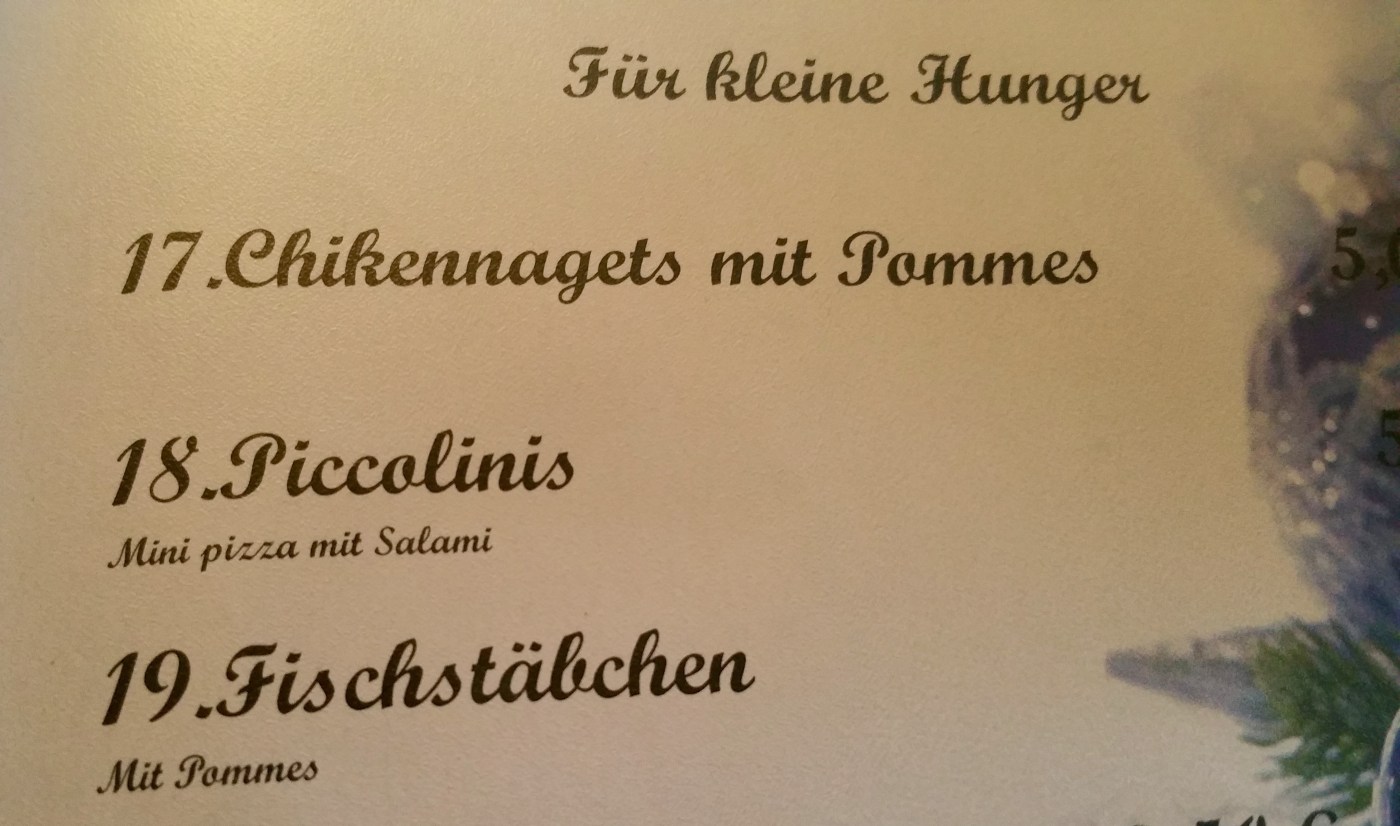 Für kleine Hunger
17.Chikennagets mit Pommes
18.Piccolinis
Mini pizza mit Salami
19.Fischstäbchen
Mit Pommes